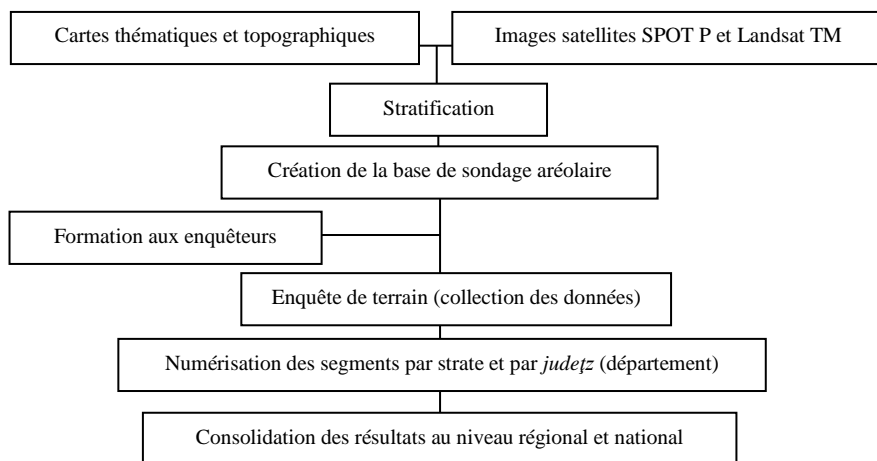 Cartes thématiques et topographiques
Images satellites SPOT P et Landsat TM
Stratification
Création de la base de sondage aréolaire
Formation aux enquêteurs
Enquête de terrain (collection des données)
Numérisation des segments par strate et par judeţz (département)
Consolidation des résultats au niveau régional et national